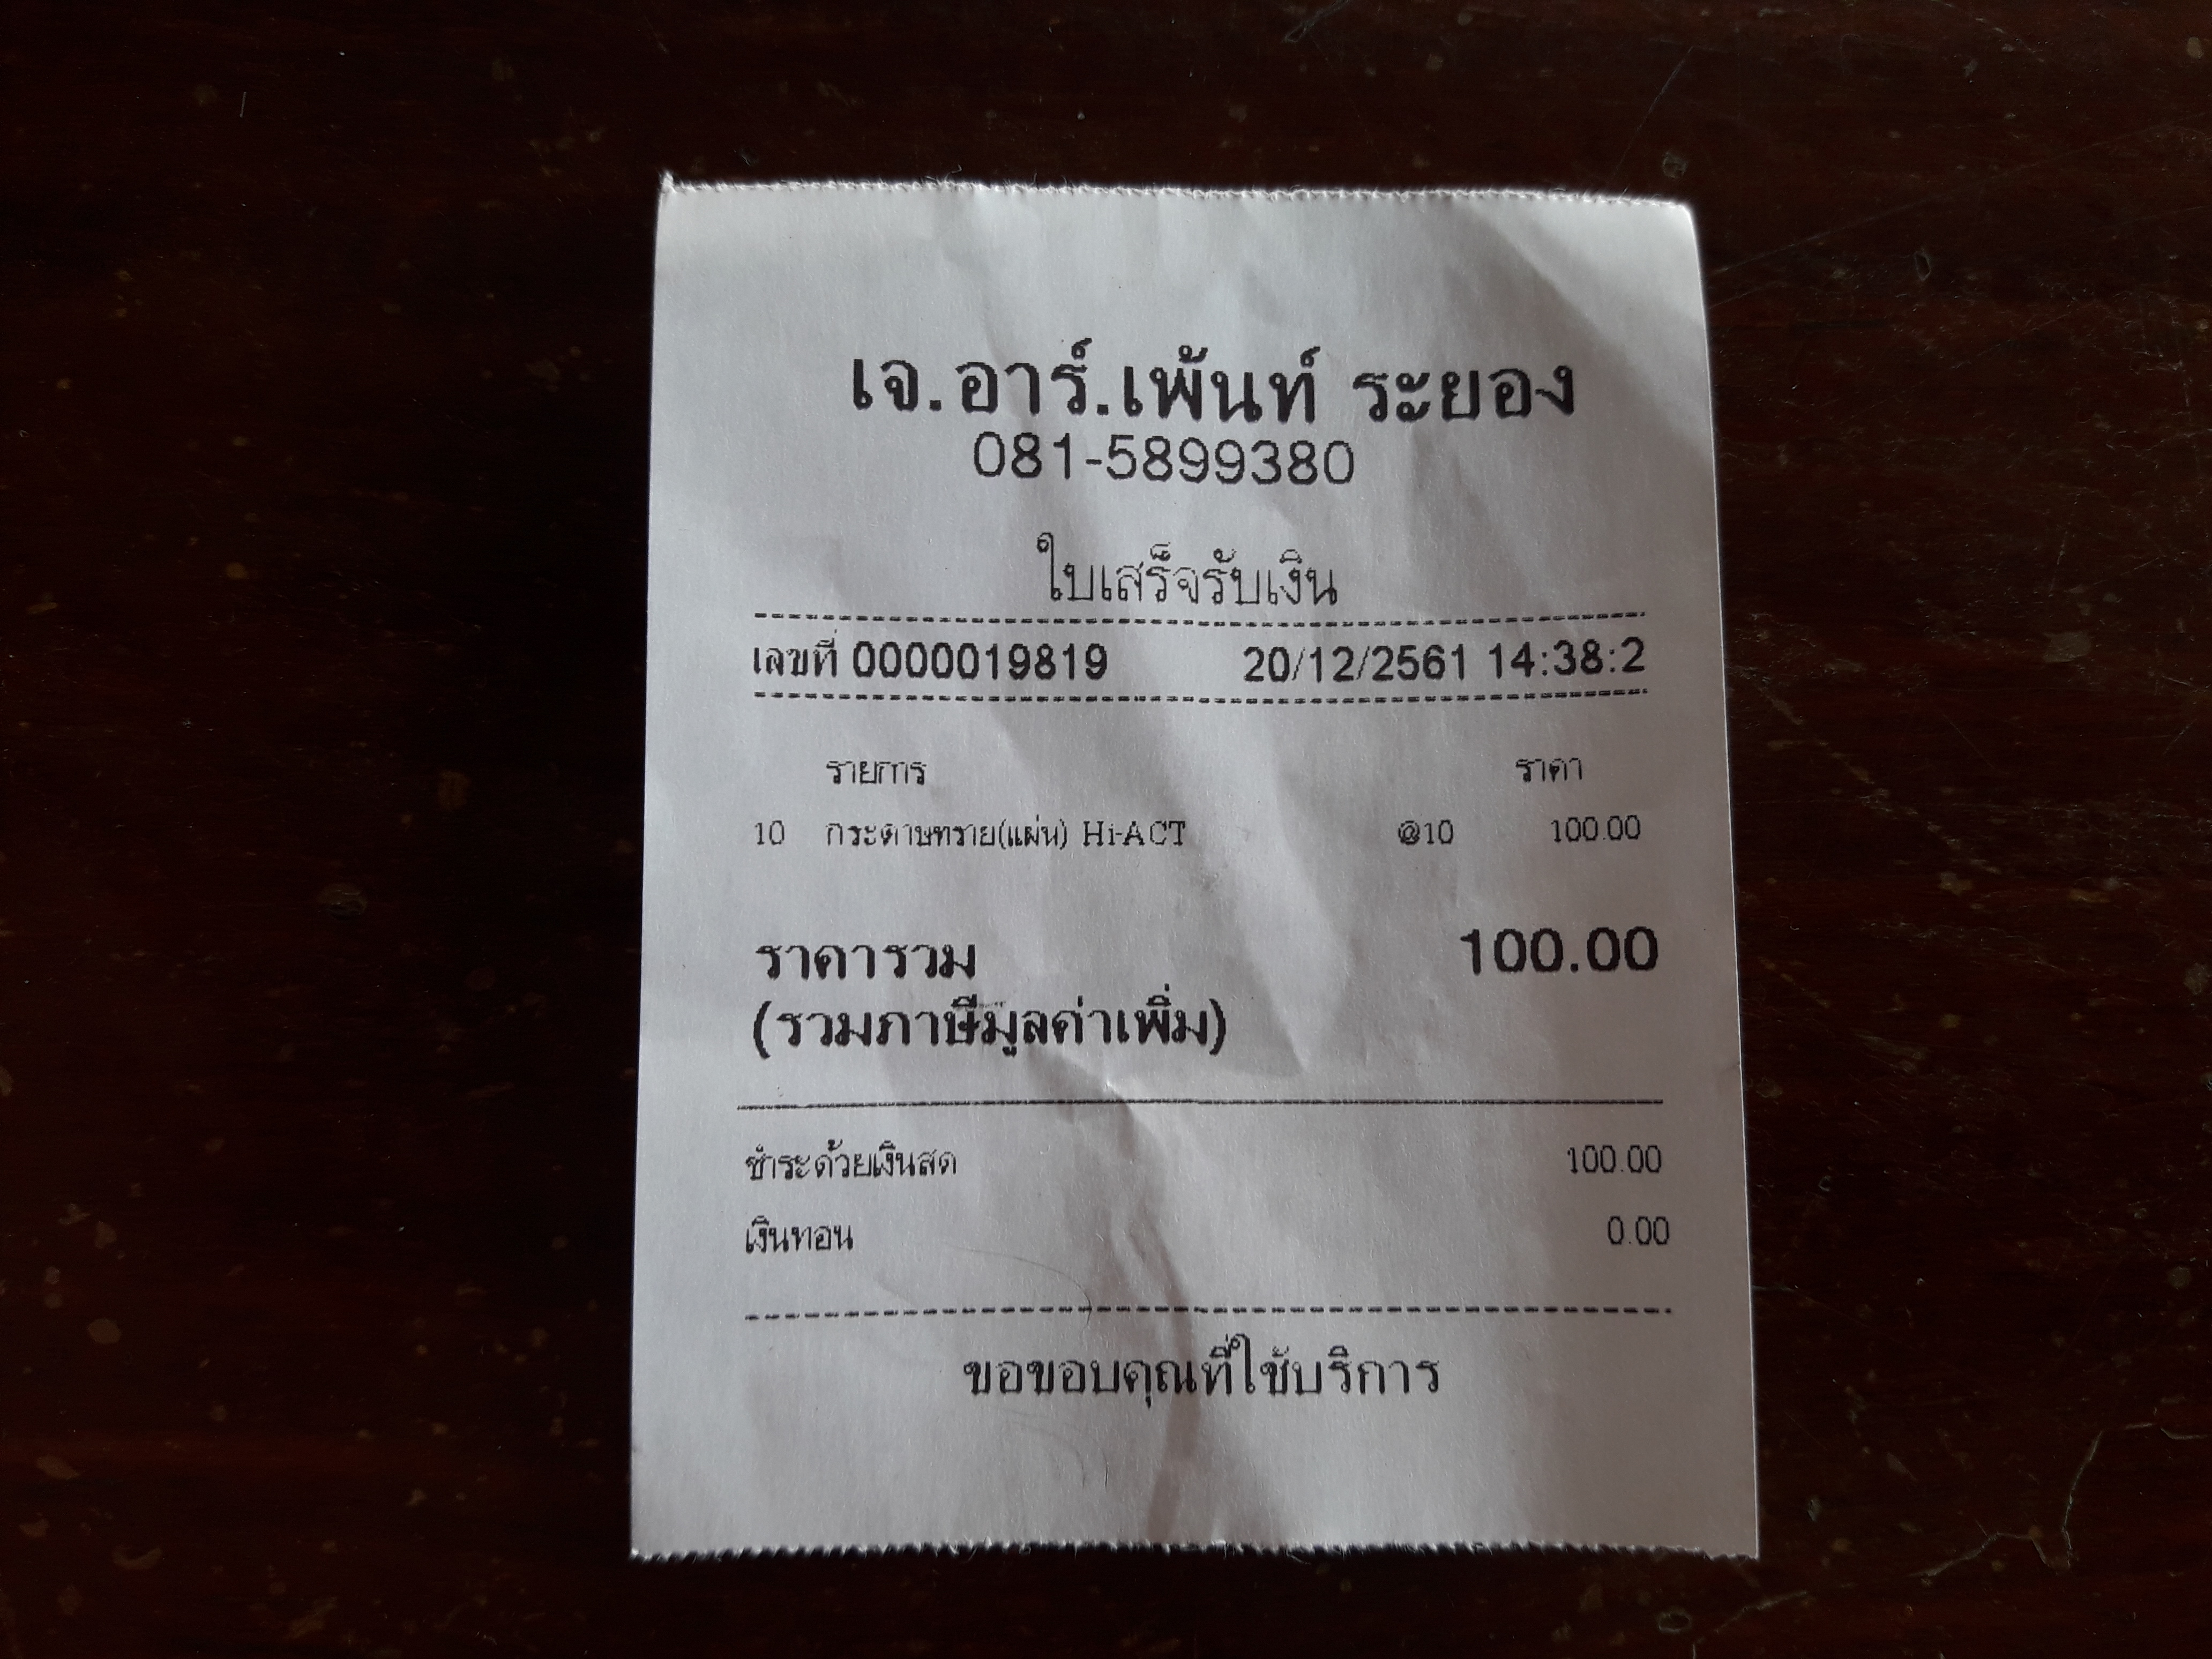 เจ.อาร์.เพ้นท์ ระยอง
081-5899380
ใบเสร็จรับเงิน
เลขที่ 0000019819 20/12/2561 14:38:2
รายการ ราคา
10 กระดาษทราย(แผ่น) Hi-ACT @10 100.00
ราคารวม 100.00
(รวมภาษีมูลค่าเพิ่ม)
ชำระด้วยเงินสด 100.00
เงินทอน 0.00
ขอขอบคุณที่ใช้บริการ